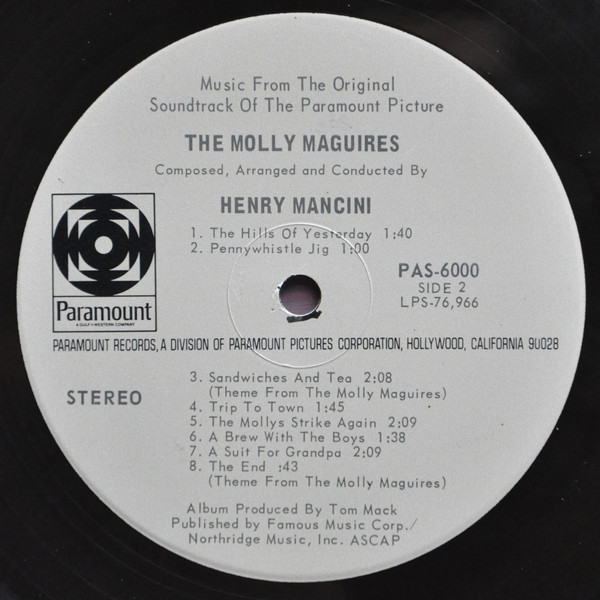 Music From The Original
Soundtrack Of The Paramount Picture
THE MOLLY MAGUIRES
Composed, Arranged and Conducted By
HENRY MANCINI
1. The Hills Of Yesterday 1:40
2. Pennywhistle Jig 1:00
PAS-6000
SIDE 2
LPS-76,966
Paramount
A GULF+WESTERN COMPANY
PARAMOUNT RECORDS, A DIVISION OF PARAMOUNT PICTURES CORPORATION, HOLLYWOOD, CALIFORNIA 90028
STEREO
3. Sandwiches And Tea 2:08
(Theme From The Molly Maguires)
4. Trip To Town 1:45
5. The Mollys Strike Again 2:09
6. A Brew With The Boys 1:38
7. A Suit For Grandpa 2:09
8. The End :43
(Theme From The Molly Maguires)
Album Produced By Tom Mack
Published by Famous Music Corp./
Northridge Music, Inc. ASCAP